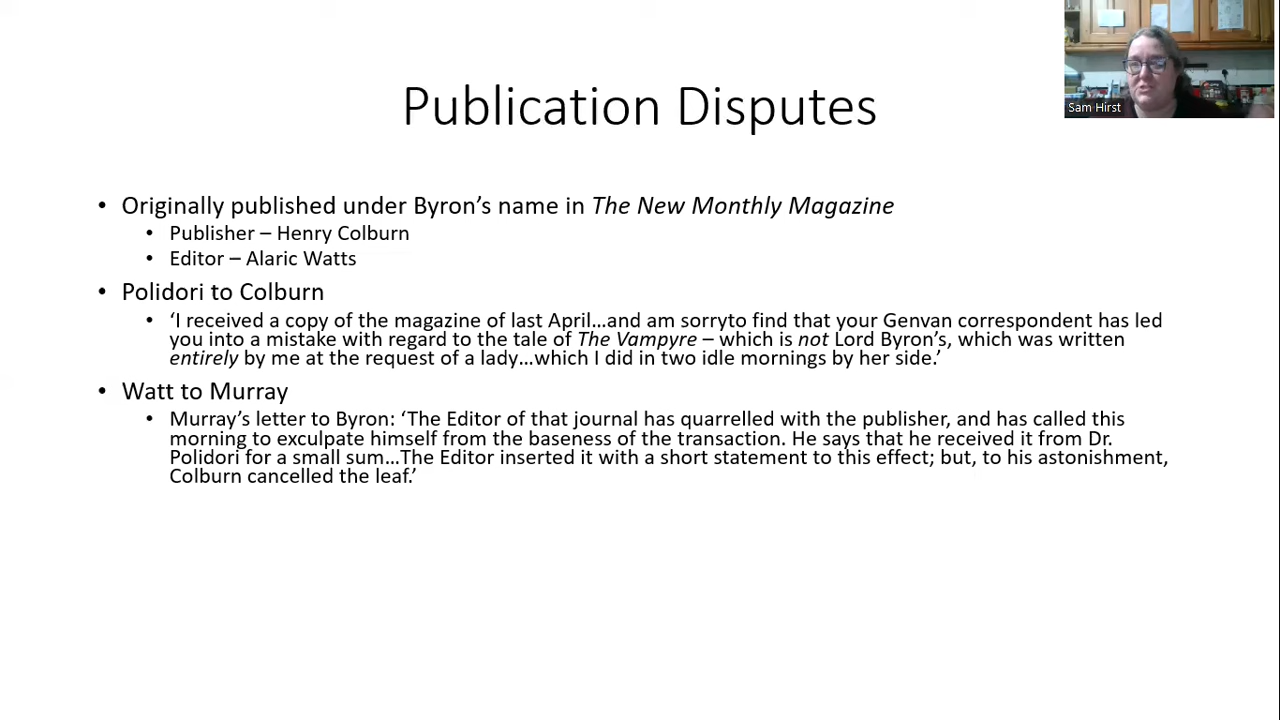 Sam Hirst
Publication Disputes
• Originally published under Byron’s name in The New Monthly Magazine
• Publisher – Henry Colburn
• Editor – Alaric Watts
• Polidori to Colburn
• ‘I received a copy of the magazine of last April…and am sorryto find that your Genvan correspondent has led
you into a mistake with regard to the tale of The Vampyre – which is not Lord Byron’s, which was written
entirely by me at the request of a lady…which I did in two idle mornings by her side.’
• Watt to Murray
• Murray’s letter to Byron: ‘The Editor of that journal has quarrelled with the publisher, and has called this
morning to exculpate himself from the baseness of the transaction. He says that he received it from Dr.
Polidori for a small sum…The Editor inserted it with a short statement to this effect; but, to his astonishment,
Colburn cancelled the leaf.’